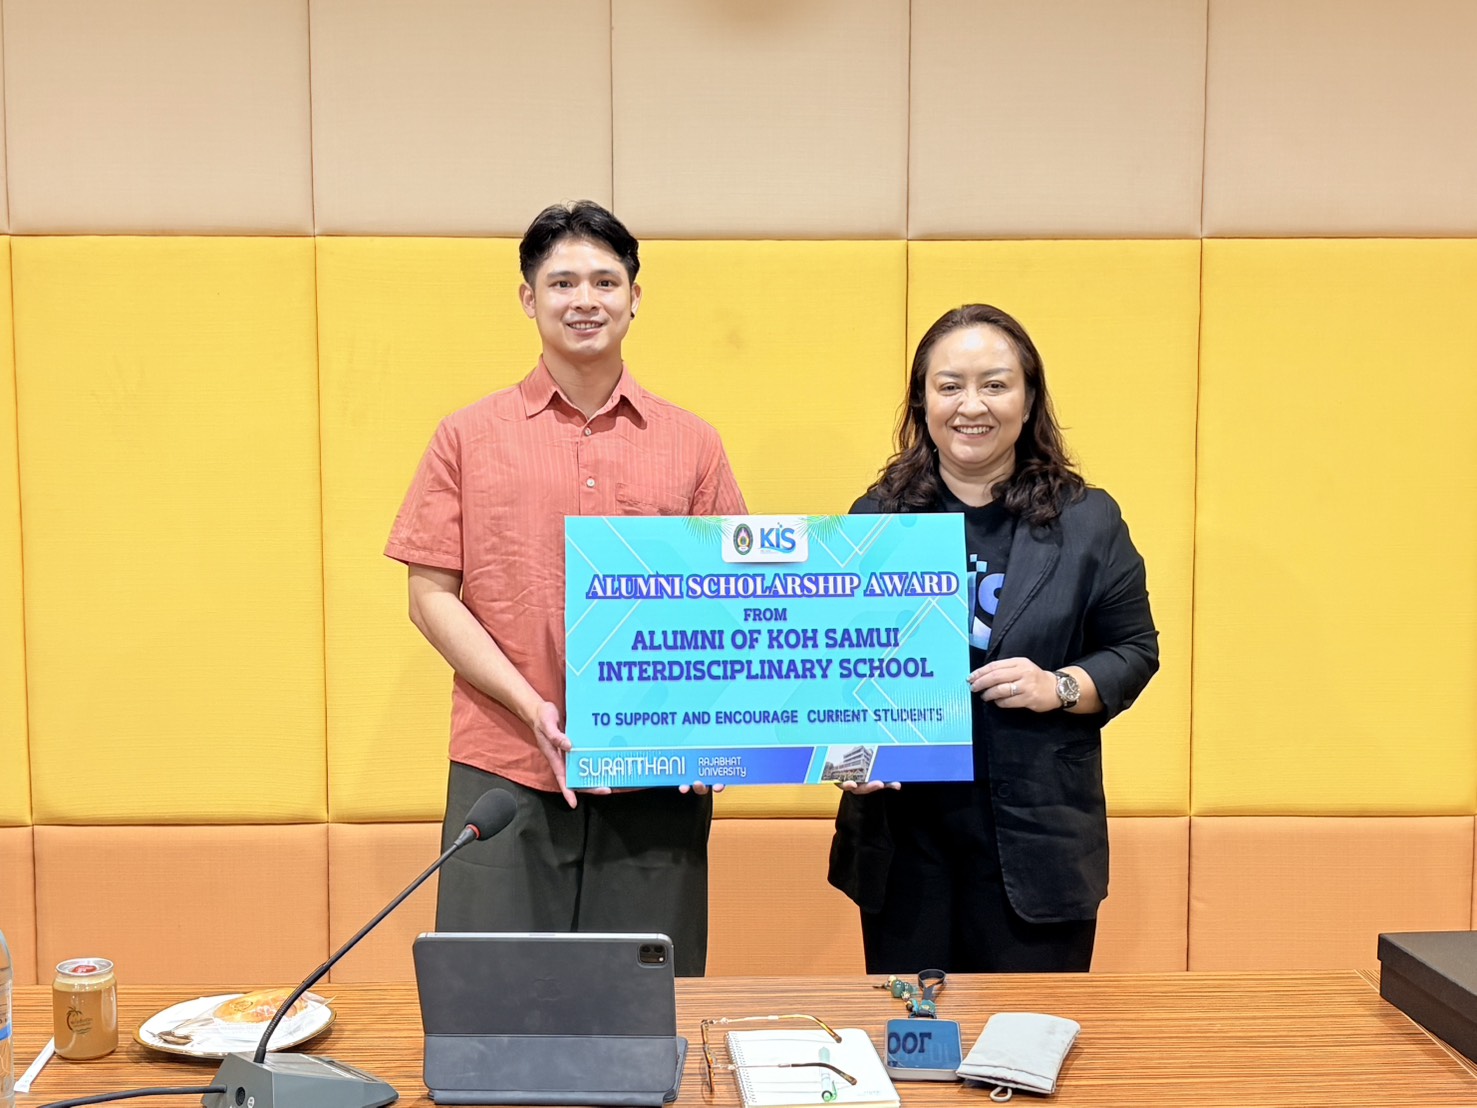 KIS
ALUMNI SCHOLARSHIP AWARD
FROM
ALUMNI OF KOH SAMUI
INTERDISCIPLINARY SCHOOL
TO SUPPORT AND ENCOURAGE CURRENT STUDENTS
SURATTHANI RAJABHAT
UNIVERSITY